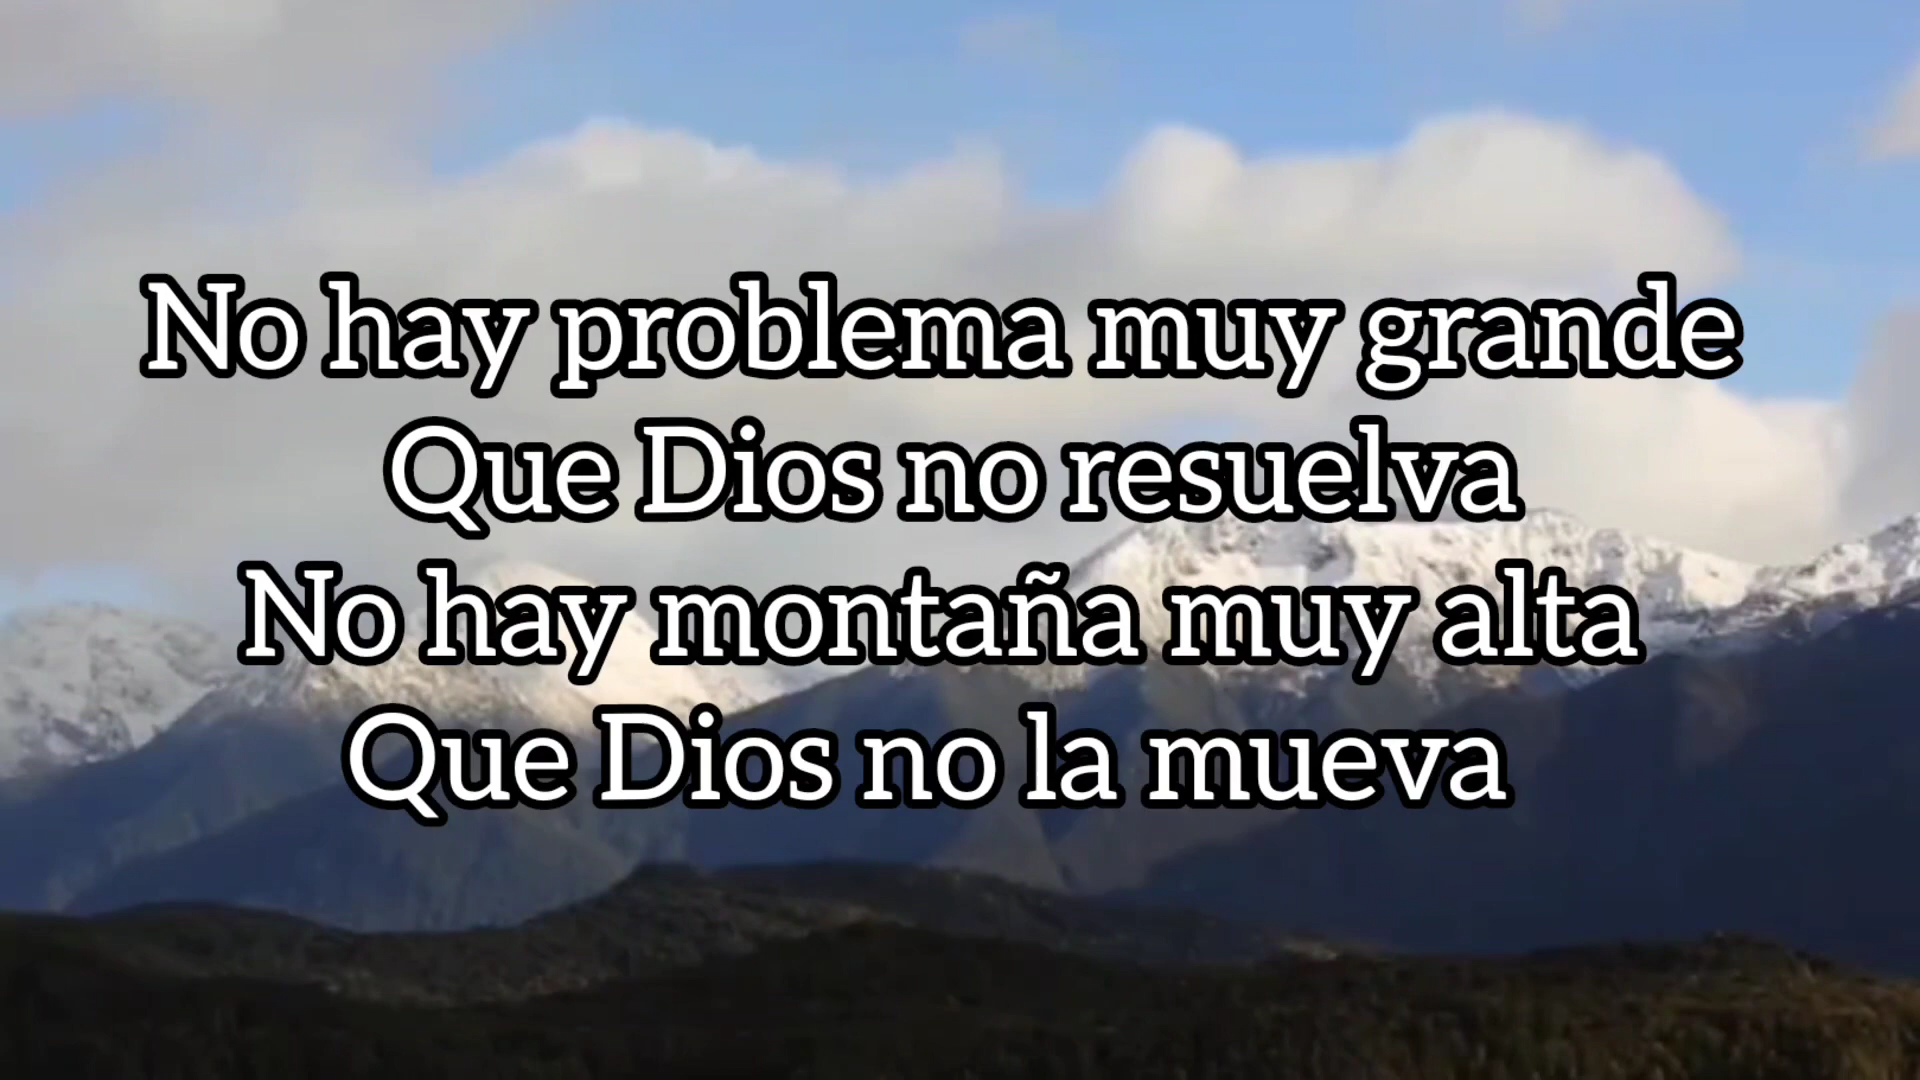 No hay problema muy grande
Que Dios no resuelva
No hay montaña muy alta
Que Dios no la mueva